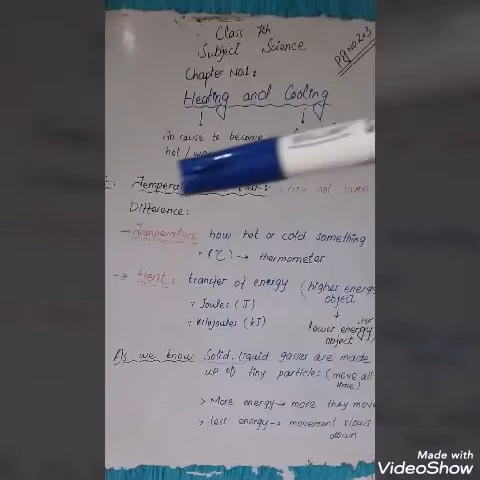 Class 7th
Subject Science
Pg NO 2+3
Chapter No.1:
Heating and Cooling
↓ ↓
cause to become
hot /
Tempera are not same
Difference:
→ Temperature how hot or cold something
• (°C) → thermometer
→ Heat: transfer of energy (higher energy
object
: Joules (J) ↓
: Kilojoules (kJ) lower energy
object
As we know Solid, liquid gasses are made
up of tiny particles (move all
time)
> More energy → more they move
> less energy → movement slows
down
Made with
VideoShow